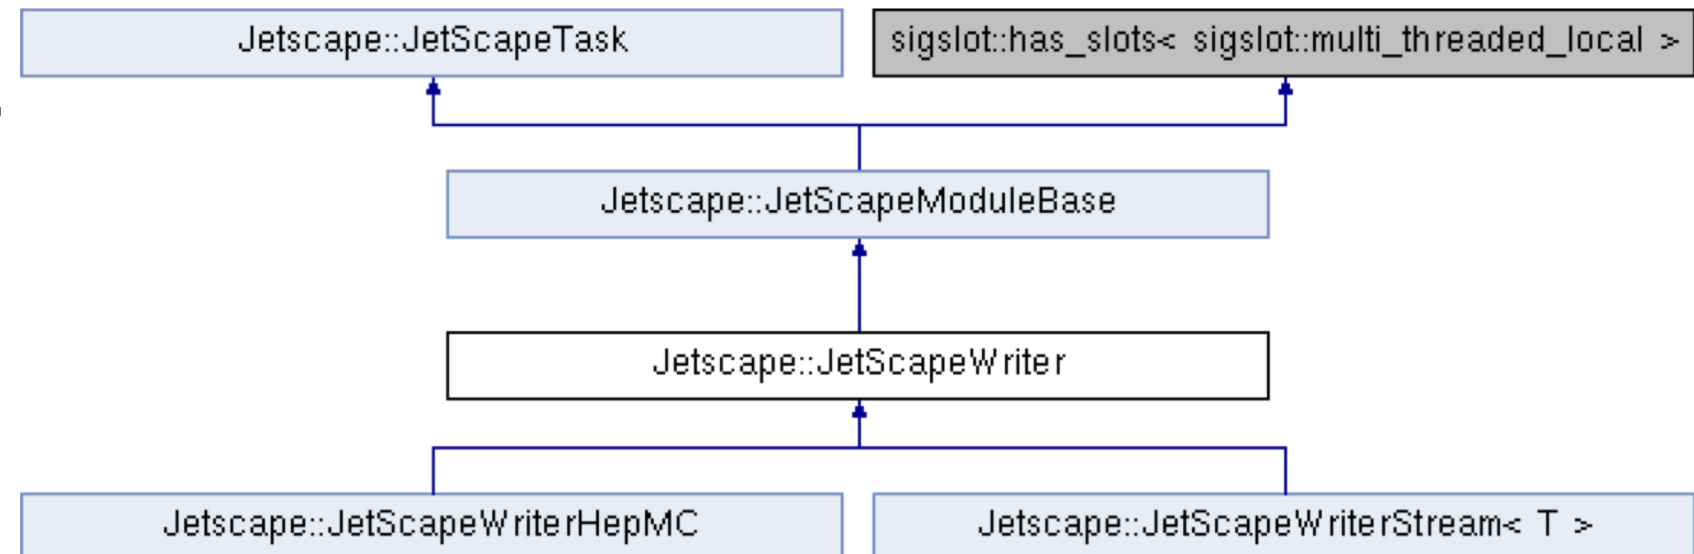 Jetscape::JetScapeTask
sigslot::has_slots< sigslot::multi_threaded_local >
Jetscape::JetScapeModuleBase
Jetscape::JetScapeWriter
Jetscape::JetScapeWriterHepMC
Jetscape::JetScapeWriterStream< T >